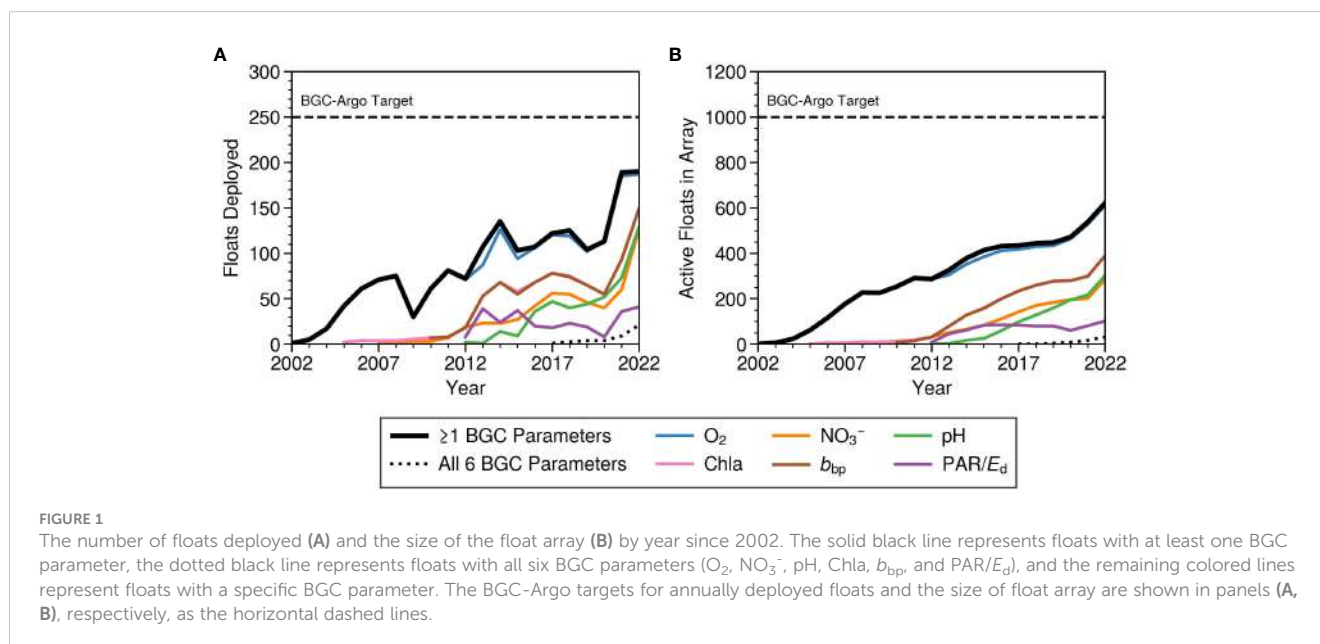 A
B
300
250
200
150
100
50
0
BGC-Argo Target
Floats Deployed
2002 2007 2012 2017 2022
Year
1200
1000
800
600
400
200
0
BGC-Argo Target
Active Floats in Array
2002 2007 2012 2017 2022
Year
≥1 BGC Parameters O₂ NO₃⁻ pH
All 6 BGC Parameters Chla b_bp PAR/E_d
FIGURE 1
The number of floats deployed (A) and the size of the float array (B) by year since 2002. The solid black line represents floats with at least one BGC
parameter, the dotted black line represents floats with all six BGC parameters (O₂, NO₃⁻, pH, Chla, b_bp, and PAR/E_d), and the remaining colored lines
represent floats with a specific BGC parameter. The BGC-Argo targets for annually deployed floats and the size of float array are shown in panels (A,
B), respectively, as the horizontal dashed lines.